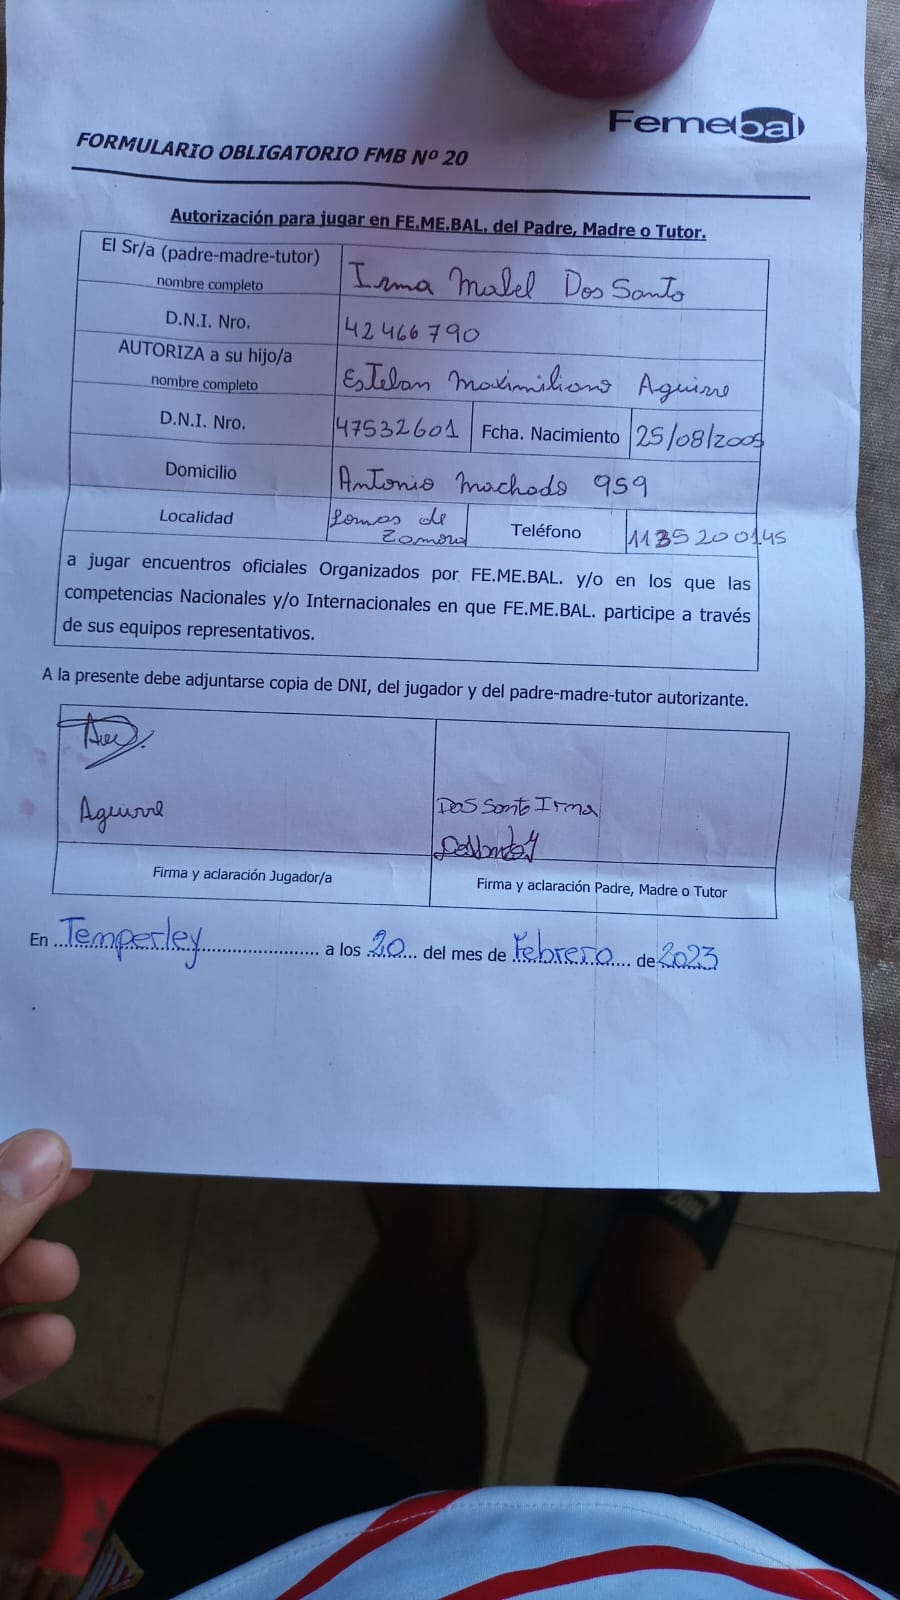 Femebal
FORMULARIO OBLIGATORIO FMB Nº 20
Autorización para jugar en FE.ME.BAL. del Padre, Madre o Tutor.
El Sr/a (padre-madre-tutor)
nombre completo
Irma Mabel Dos Santo
D.N.I. Nro.
42466790
AUTORIZA a su hijo/a
nombre completo
Esteban Maximiliano Aguirre
D.N.I. Nro.
47532601
Fcha. Nacimiento
25/08/2005
Domicilio
Antonio Machado 959
Localidad
Lomas de
Zamora
Teléfono
1135200145
a jugar encuentros oficiales Organizados por FE.ME.BAL. y/o en los que las
competencias Nacionales y/o Internacionales en que FE.ME.BAL. participe a través
de sus equipos representativos.
A la presente debe adjuntarse copia de DNI, del jugador y del padre-madre-tutor autorizante.
Aguirre
Dos Santo Irma
Firma y aclaración Jugador/a
Firma y aclaración Padre, Madre o Tutor
En Temperley a los 20 del mes de Febrero de 2023